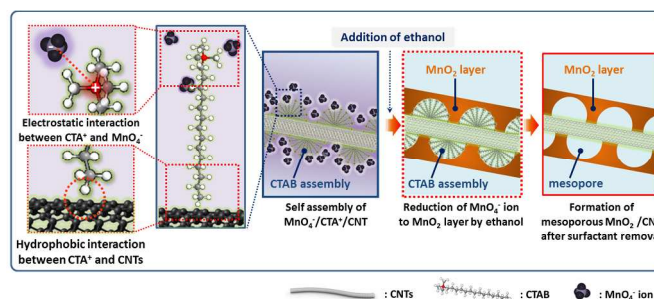 Addition of ethanol
Electrostatic interaction
between CTA⁺ and MnO₄⁻
Hydrophobic interaction
between CTA⁺ and CNTs
CTAB assembly
Self assembly of
MnO₄⁻/CTA⁺/CNT
MnO₂ layer
CTAB assembly
Reduction of MnO₄⁻ ion
to MnO₂ layer by ethanol
MnO₂ layer
mesopore
Formation of
mesoporous MnO₂ /CN
after surfactant remova
: CNTs
: CTAB
: MnO₄⁻ ion